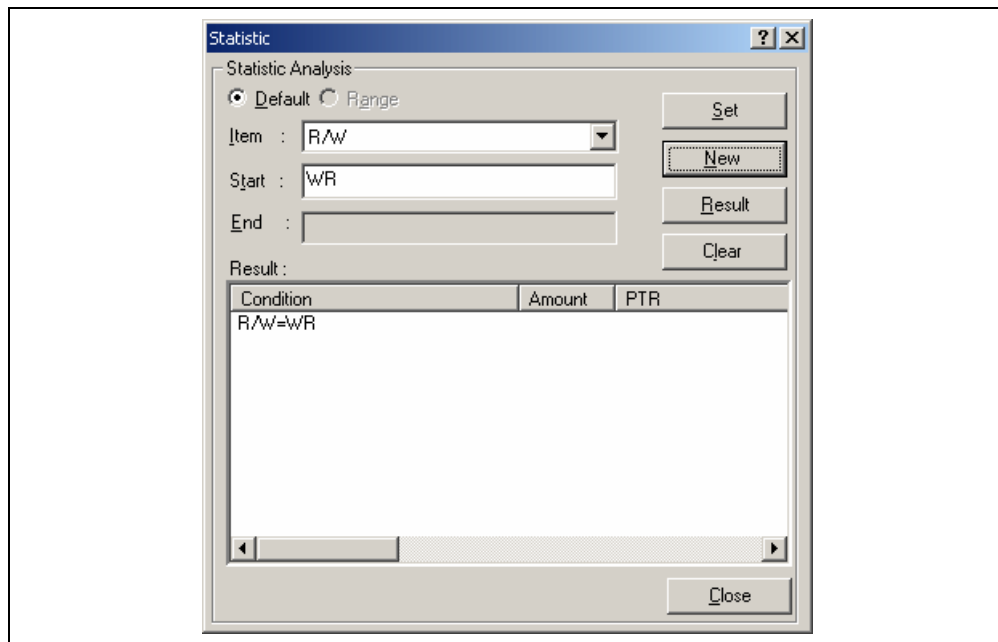 Statistic
Statistic Analysis
Default Range
Set
Item : R/W
New
Start : WR
Result
End :
Clear
Result :
Condition Amount PTR
R/W=WR
Close